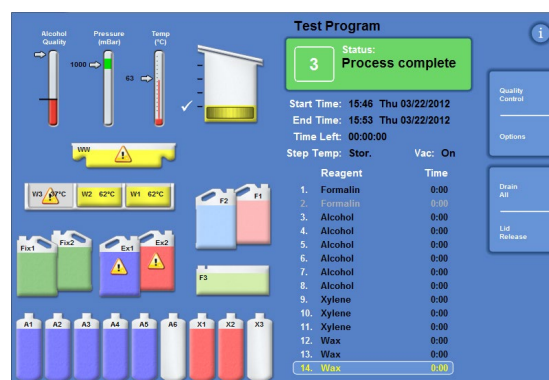 Test Program
Alcohol Quality
Pressure (mBar)
Temp (°C)
1000
63
3
Status:
Process complete
Start Time: 15:46 Thu 03/22/2012
End Time: 15:53 Thu 03/22/2012
Time Left: 00:00:00
Step Temp: Stor. Vac: On
Reagent Time
1. Formalin 0:00
2. Formalin 0:00
3. Alcohol 0:00
4. Alcohol 0:00
5. Alcohol 0:00
6. Alcohol 0:00
7. Alcohol 0:00
8. Alcohol 0:00
9. Xylene 0:00
10. Xylene 0:00
11. Xylene 0:00
12. Wax 0:00
13. Wax 0:00
14. Wax 0:00
i
Quality Control
Options
Drain All
Lid Release
WW
W3 W2 62°C W1 62°C
F2 F1
Fix1 Fix2 Ex1 Ex2
F3
A1 A2 A3 A4 A5 A6 X1 X2 X3